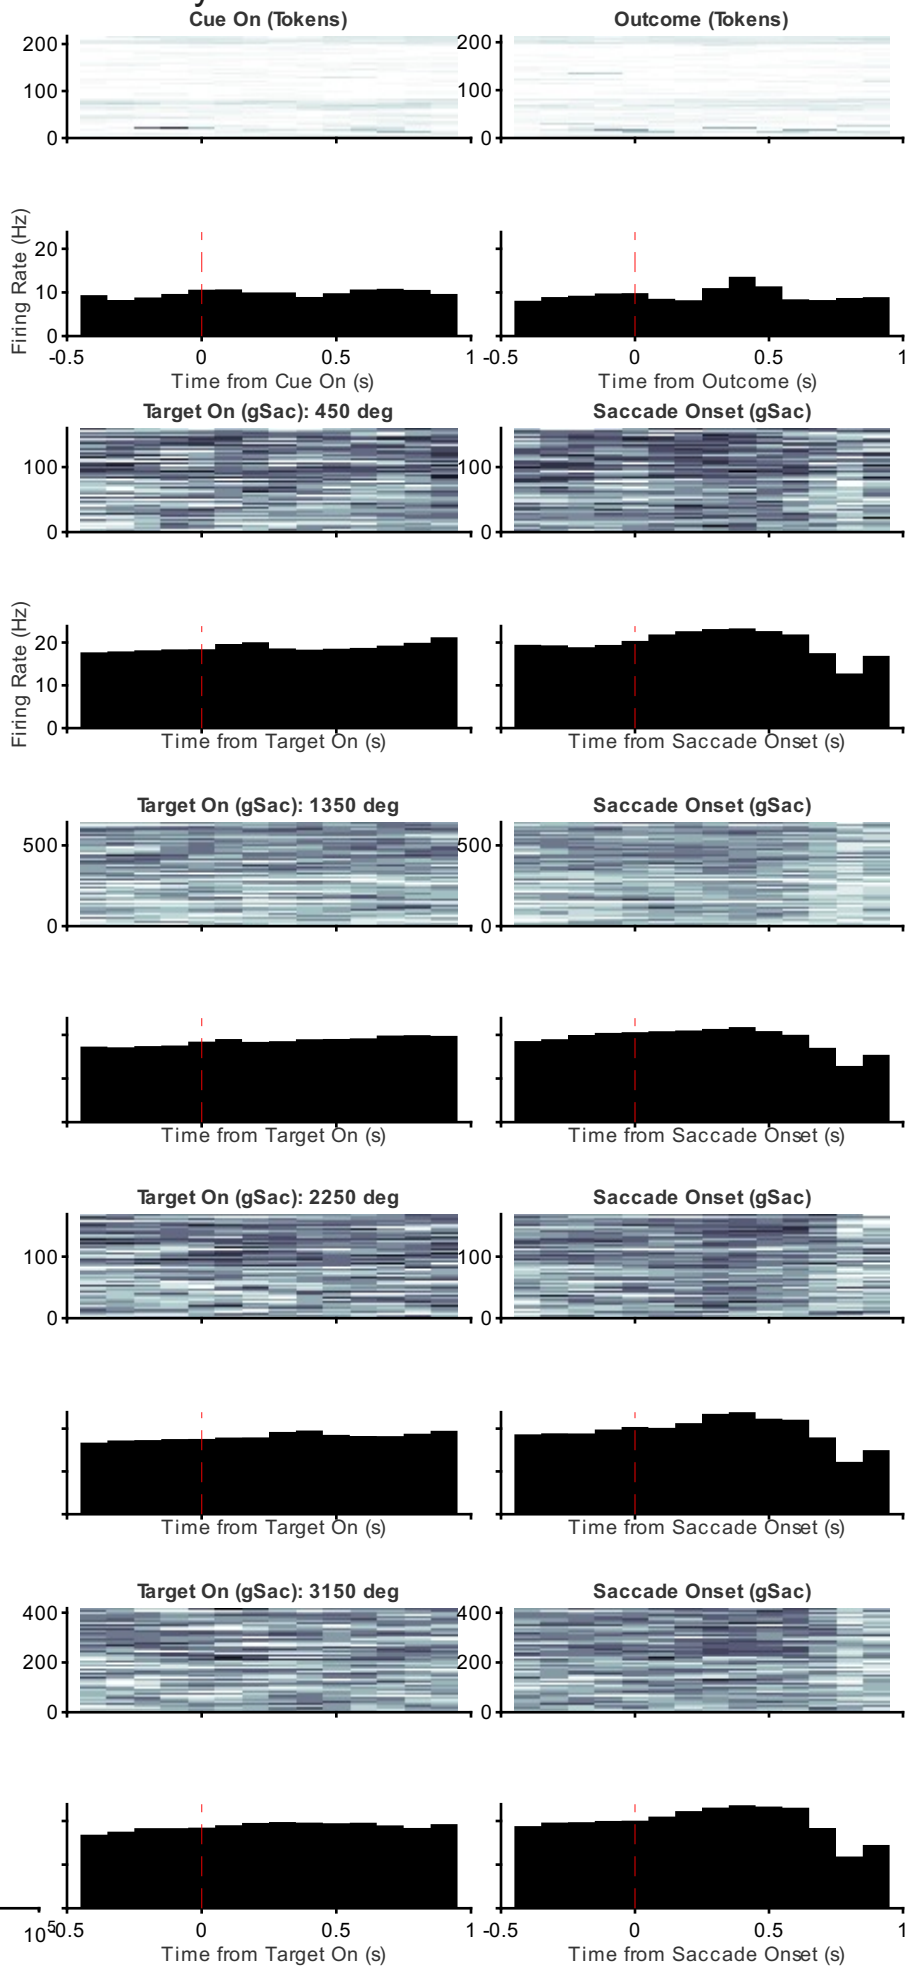 y
Cue On (Tokens) Outcome (Tokens)
200 200
100 100
0 0
Firing Rate (Hz)
20
10
0
-0.5 0 0.5 1 -0.5 0 0.5 1
Time from Cue On (s) Time from Outcome (s)
Target On (gSac): 450 deg Saccade Onset (gSac)
100 100
0 0
Firing Rate (Hz)
20
10
0
Time from Target On (s) Time from Saccade Onset (s)
Target On (gSac): 1350 deg Saccade Onset (gSac)
500 500
0 0
Time from Target On (s) Time from Saccade Onset (s)
Target On (gSac): 2250 deg Saccade Onset (gSac)
100 100
0 0
Time from Target On (s) Time from Saccade Onset (s)
Target On (gSac): 3150 deg Saccade Onset (gSac)
400 400
200 200
0 0
10⁵ -0.5 0 0.5 1 -0.5 0 0.5 1
Time from Target On (s) Time from Saccade Onset (s)